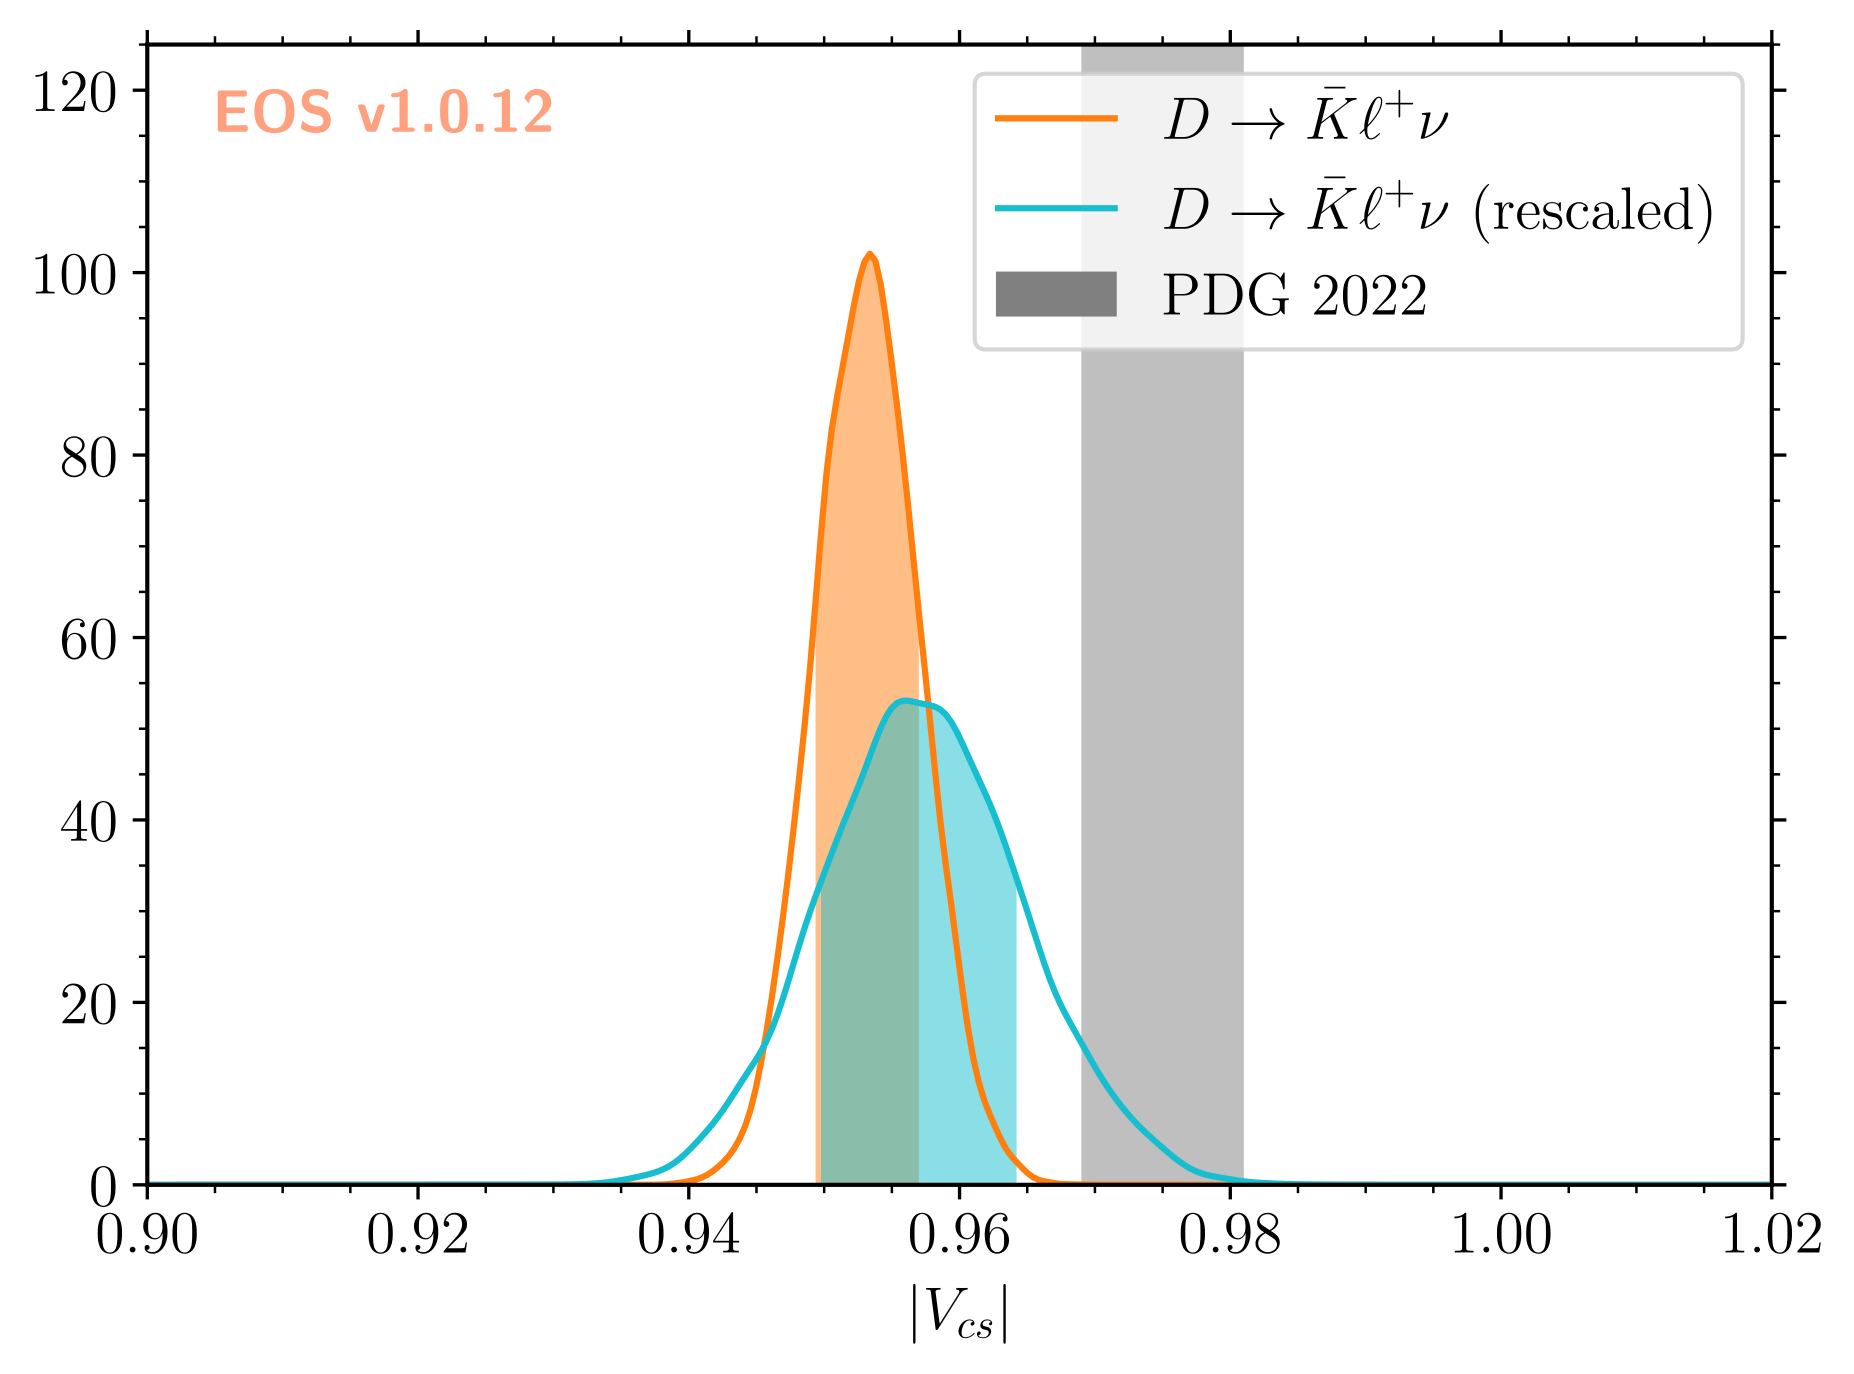 EOS v1.0.12
D → K̄ℓ⁺ν
D → K̄ℓ⁺ν (rescaled)
PDG 2022
120
100
80
60
40
20
0
0.90 0.92 0.94 0.96 0.98 1.00 1.02
|V_cs|